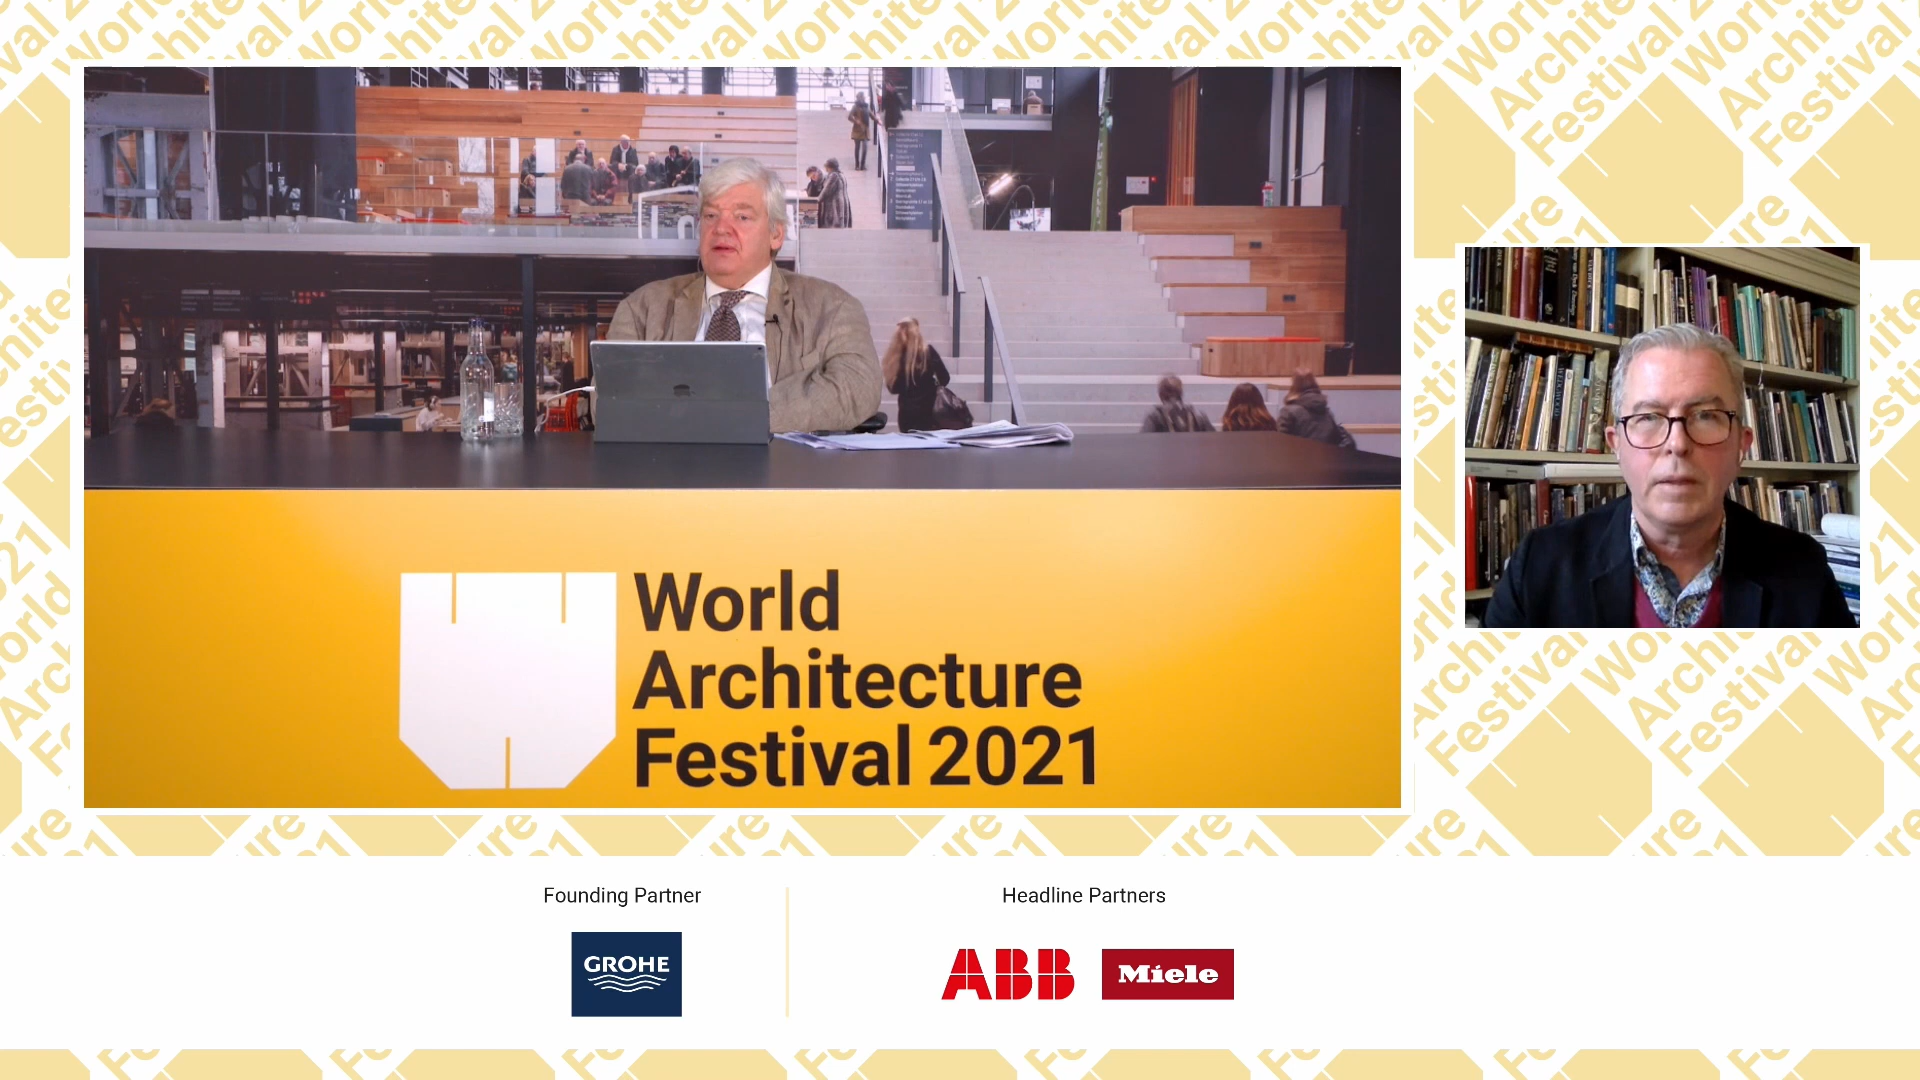 World
Architecture
Festival 2021
Founding Partner
Headline Partners
GROHE
ABB
Miele